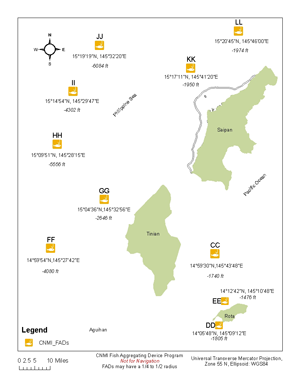 LL
15°20'45"N, 145°46'00"E
-1974 ft
JJ
15°19'19"N, 145°32'20"E
-6684 ft
KK
15°17'11"N, 145°41'20"E
-1950 ft
II
15°14'54"N, 145°29'47"E
-4302 ft
Philippine Sea
Saipan
HH
15°09'51"N, 145°26'15"E
-5556 ft
Pacific Ocean
GG
15°04'36"N,145°32'56"E
-2646 ft
Tinian
FF
14°59'54"N,145°27'42"E
-4080 ft
CC
14°59'30"N,145°43'48"E
-1740 ft
14°12'42"N, 145°10'48"E
EE
-1476 ft
Rota
DD
14°05'48"N,145°09'12"E
-1806 ft
Legend
CNMI_FADs
Aguihan
0 2.5 5 10 Miles
CNMI Fish Aggregating Device Program
Not for Navigation
FADs may have a 1/4 to 1/2 radius
Universal Transverse Mercator Projection,
Zone 55 N, Ellipsoid: WGS84